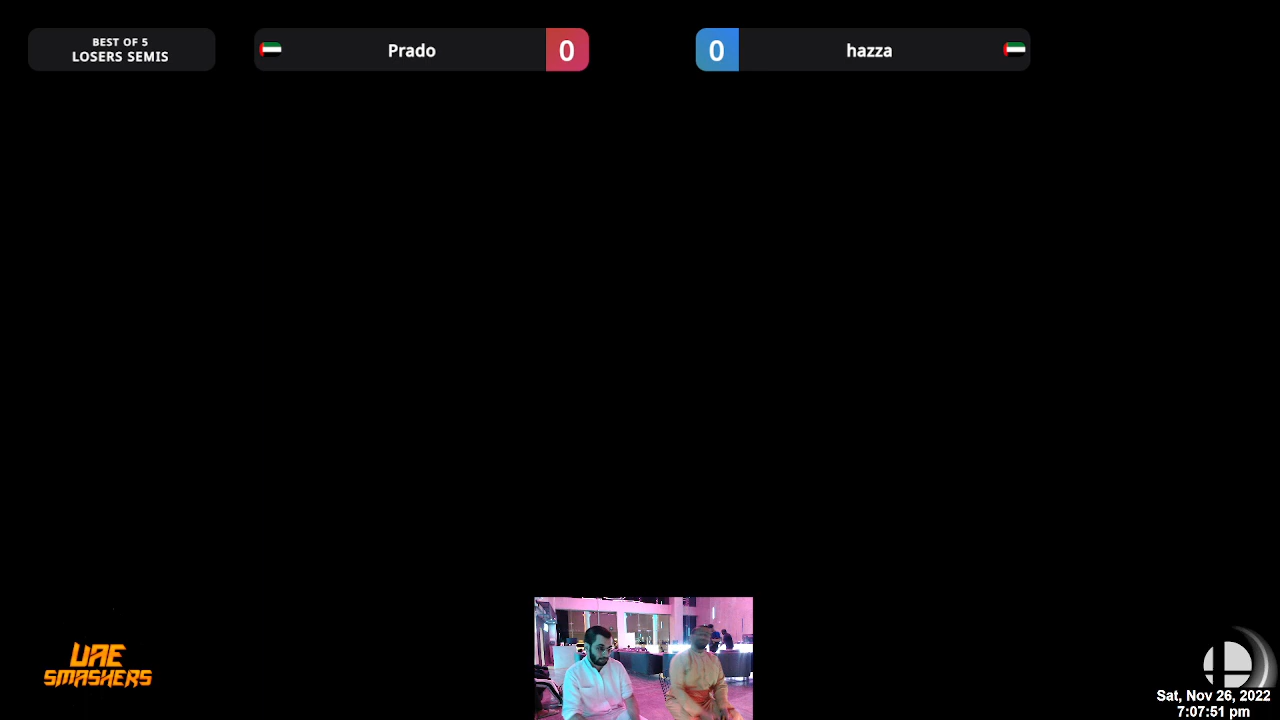 BEST OF 5
LOSERS SEMIS
Prado
0
0
hazza
UAE
SMASHERS
Sat, Nov 26, 2022
7:07:51 pm